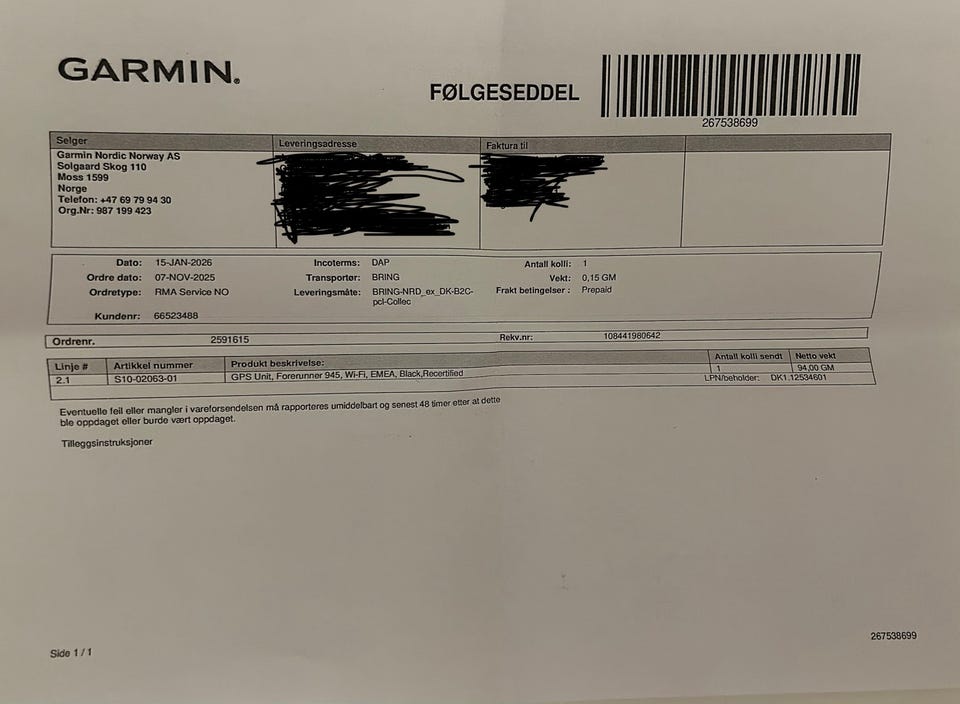 GARMIN.
FØLGESEDDEL
267538699
Selger
Garmin Nordic Norway AS
Solgaard Skog 110
Moss 1599
Norge
Telefon: +47 69 79 94 30
Org.Nr: 987 199 423
Leveringsadresse
Faktura til
Dato: 15-JAN-2026
Ordre dato: 07-NOV-2025
Ordretype: RMA Service NO
Kundenr: 66523488
Incoterms: DAP
Transportør: BRING
Leveringsmåte: BRING-NRD_ex_DK-B2C-
pcl-Collec
Antall kolli: 1
Vekt: 0,15 GM
Frakt betingelser : Prepaid
Ordrenr. 2591615 Rekv.nr: 108441980642
Linje # Artikkel nummer Produkt beskrivelse: Antall kolli sendt Netto vekt
2.1 S10-02063-01 GPS Unit, Forerunner 945, Wi-Fi, EMEA, Black,Recertified 1 94,00 GM
LPN/beholder: DK1.12534601
Eventuelle feil eller mangler i vareforsendelsen må rapporteres umiddelbart og senest 48 timer etter at dette
ble oppdaget eller burde vært oppdaget.
Tilleggsinstruksjoner
267538699
Side 1 / 1